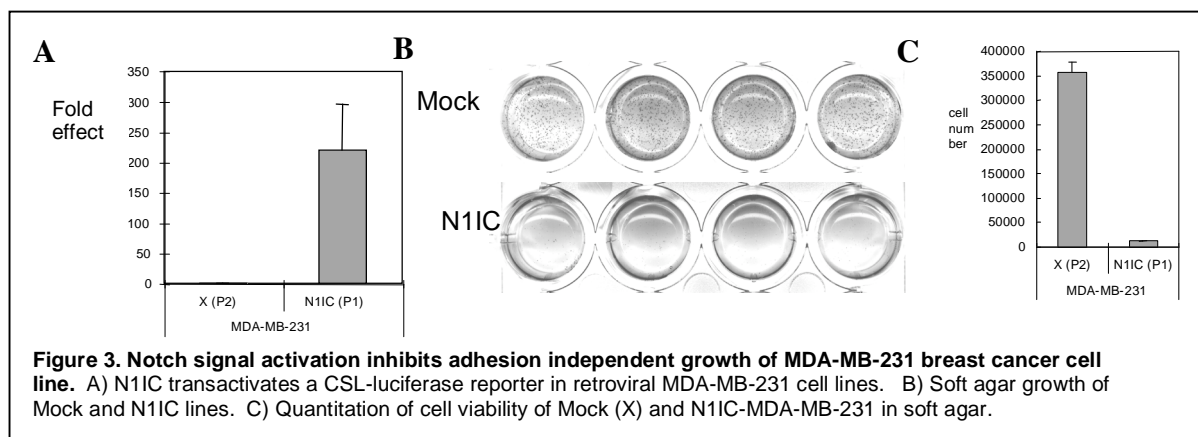 A
B
C
Fold
effect
350
300
250
200
150
100
50
0
X (P2)
N1IC (P1)
MDA-MB-231
Mock
N1IC
cell
num
ber
400000
350000
300000
250000
200000
150000
100000
50000
0
X (P2)
N1IC (P1)
MDA-MB-231
Figure 3. Notch signal activation inhibits adhesion independent growth of MDA-MB-231 breast cancer cell
line. A) N1IC transactivates a CSL-luciferase reporter in retroviral MDA-MB-231 cell lines. B) Soft agar growth of
Mock and N1IC lines. C) Quantitation of cell viability of Mock (X) and N1IC-MDA-MB-231 in soft agar.